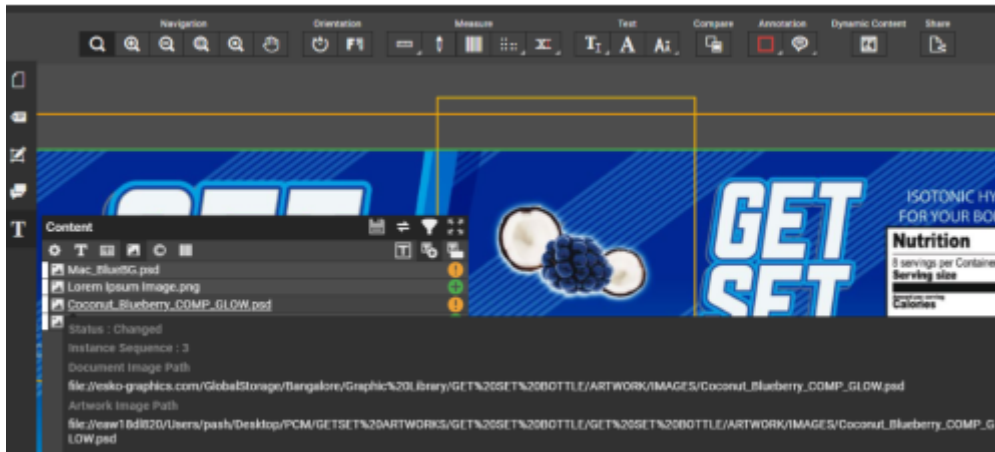 Navigation
Orientation
Measure
Text
Compare
Annotation
Dynamic Content
Share
GET
SET
ISOTONIC HY
FOR YOUR BO
Nutrition
8 servings per Container
Serving size
Calories
Content
Mac_BlueBG.psd
Lorem Ipsum Image.png
Coconut_Blueberry_COMP_GLOW.psd
Status : Changed
Instance Sequence : 3
Document Image Path
file://esko-graphics.com/GlobalStorage/Bangalore/Graphic%20Library/GET%20SET%20BOTTLE/ARTWORK/IMAGES/Coconut_Blueberry_COMP_GLOW.psd
Artwork Image Path
file://eaw18dl820/Users/pash/Desktop/PCM/GETSET%20ARTWORKS/GET%20SET%20BOTTLE/GET%20SET%20BOTTLE/ARTWORK/IMAGES/Coconut_Blueberry_COMP_G
LOW.psd